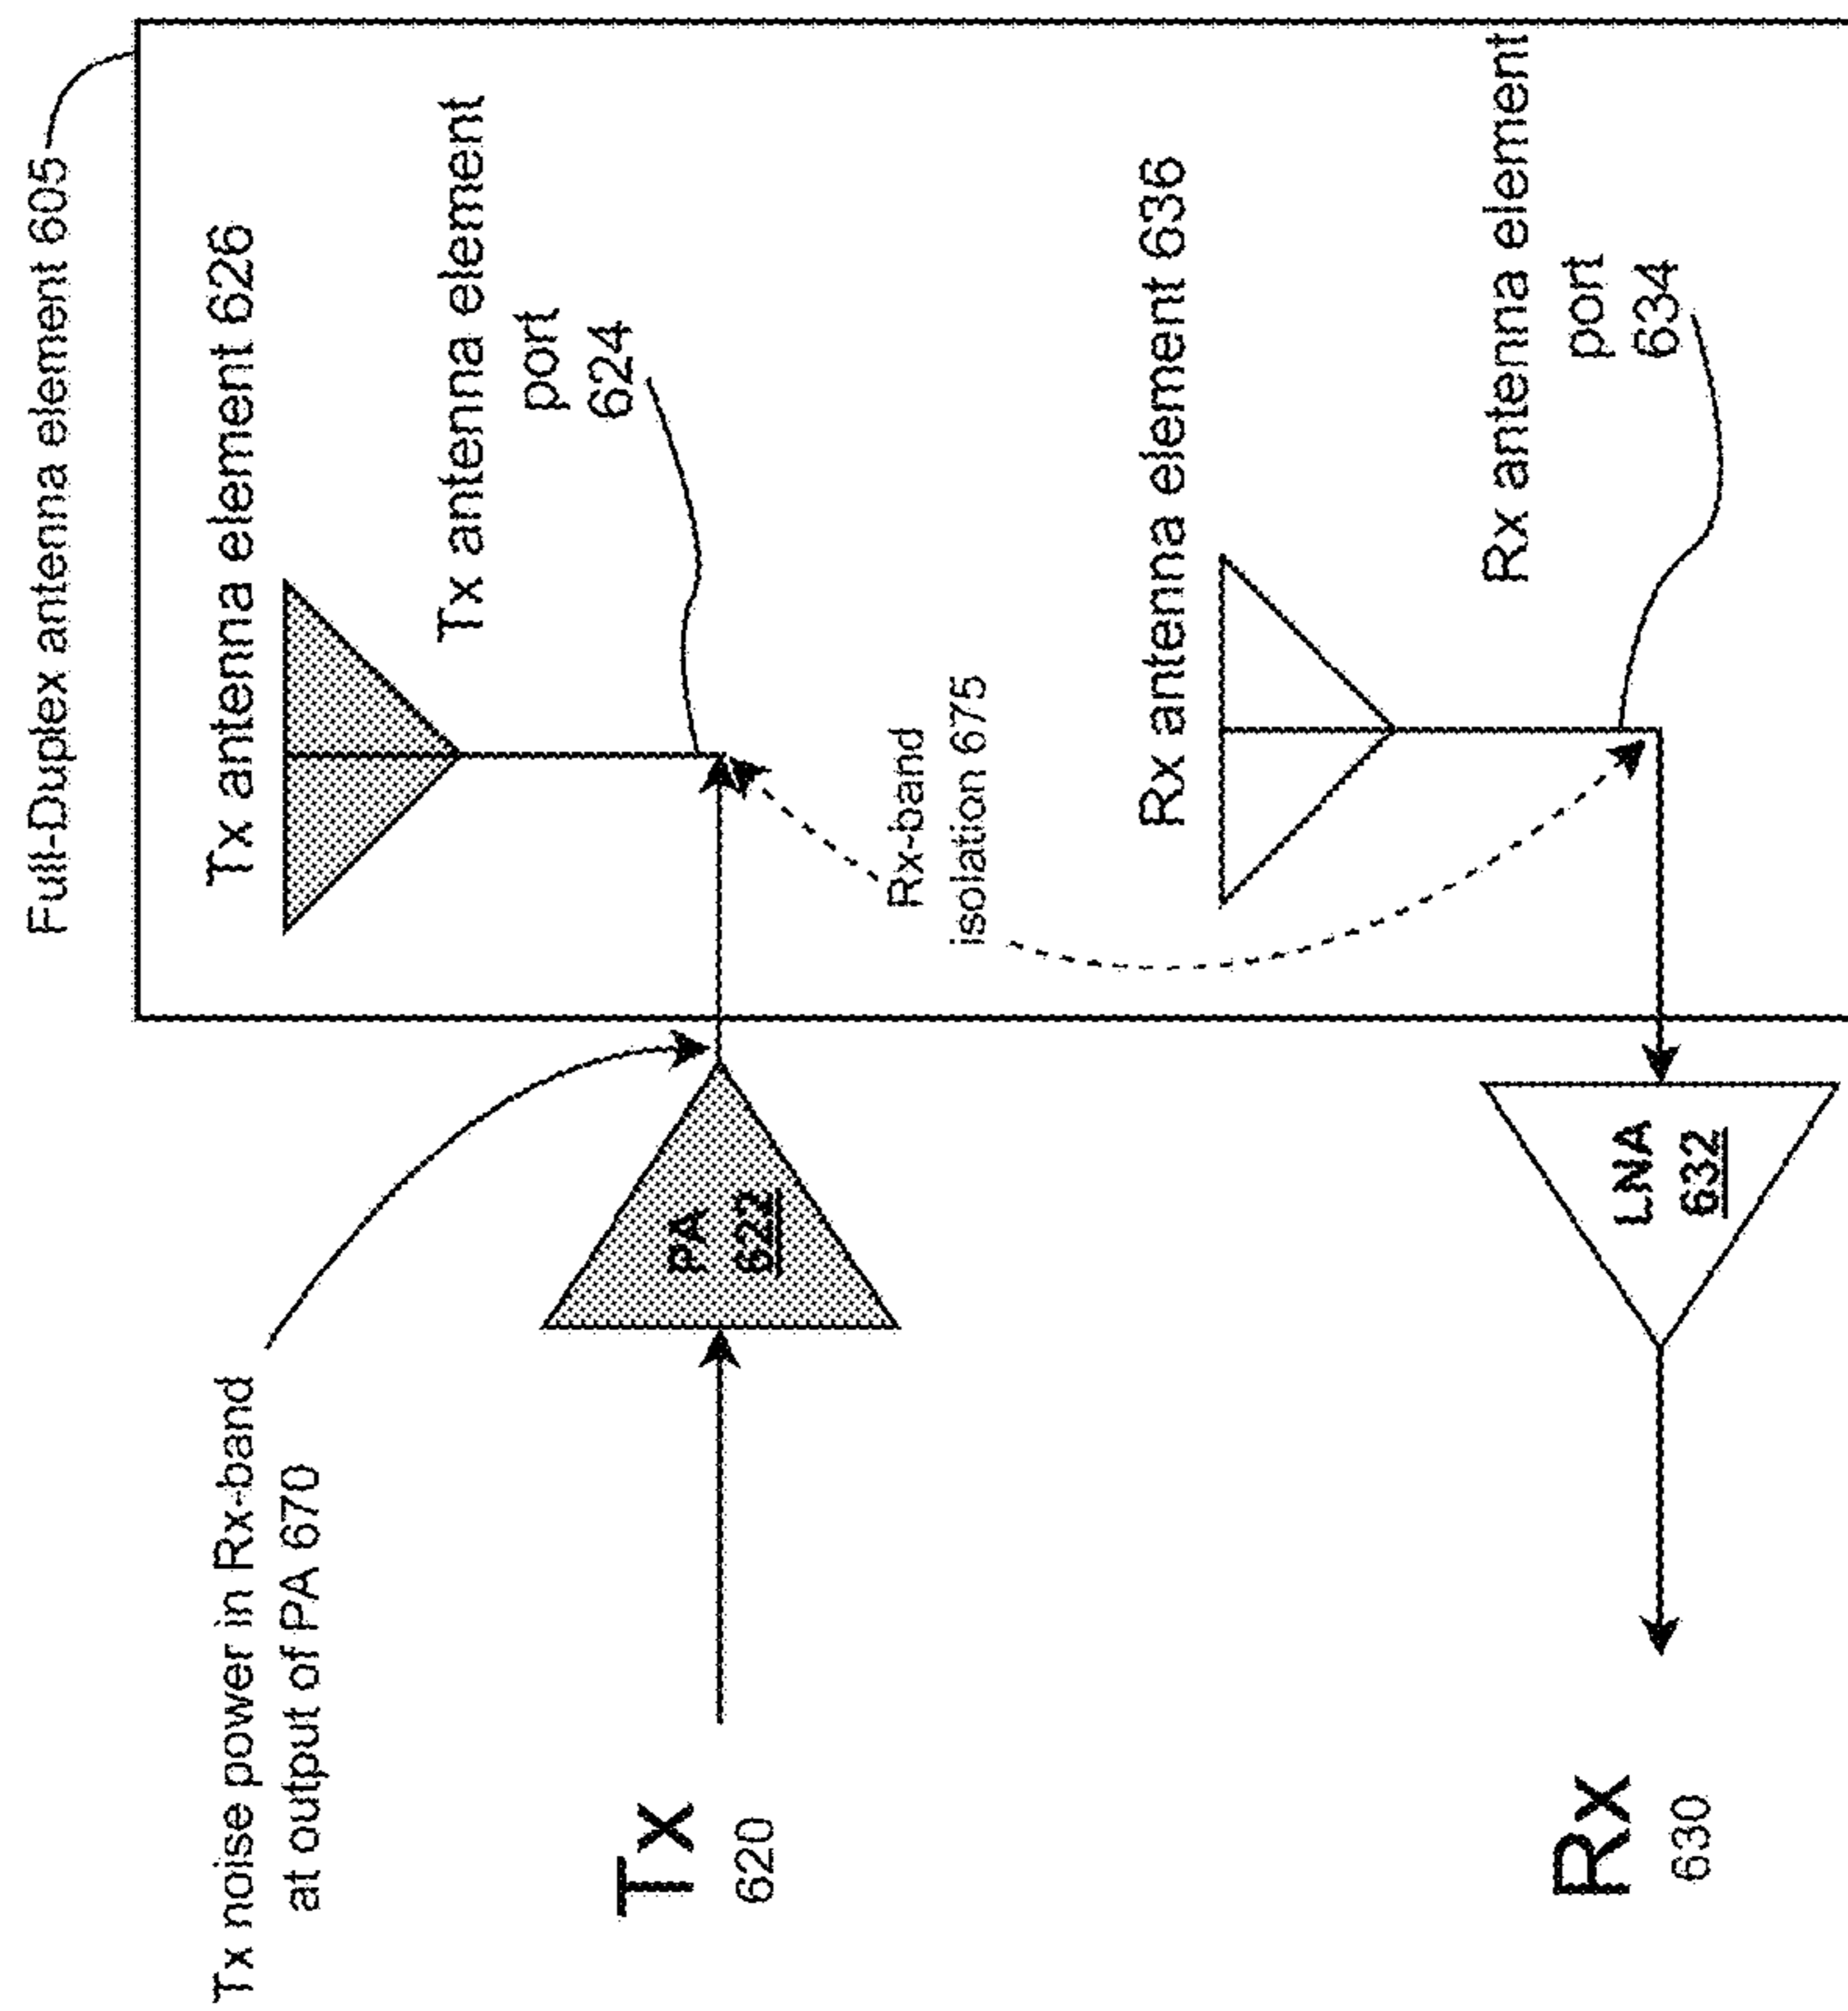 Full-Duplex antenna element 605
Tx noise power in Rx-band
at output of PA 670
Tx antenna element 626
Tx antenna element
port
624
Tx
620
PA
622
Rx-band
isolation 675
Rx antenna element 636
Rx antenna element
port
634
Rx
630
LNA
632